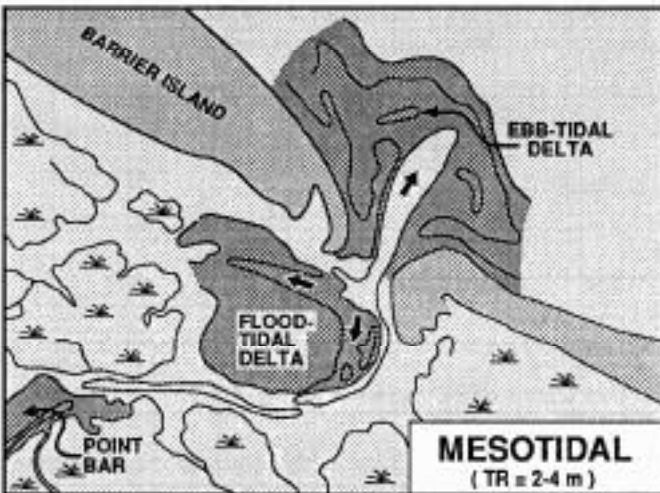 BARRIER ISLAND
EBB-TIDAL
DELTA
FLOOD-
TIDAL
DELTA
POINT
BAR
MESOTIDAL
( TR = 2-4 m )